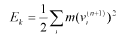 $E_k = \frac{1}{2} \sum_i m (v_i^{(n+1)})^2$